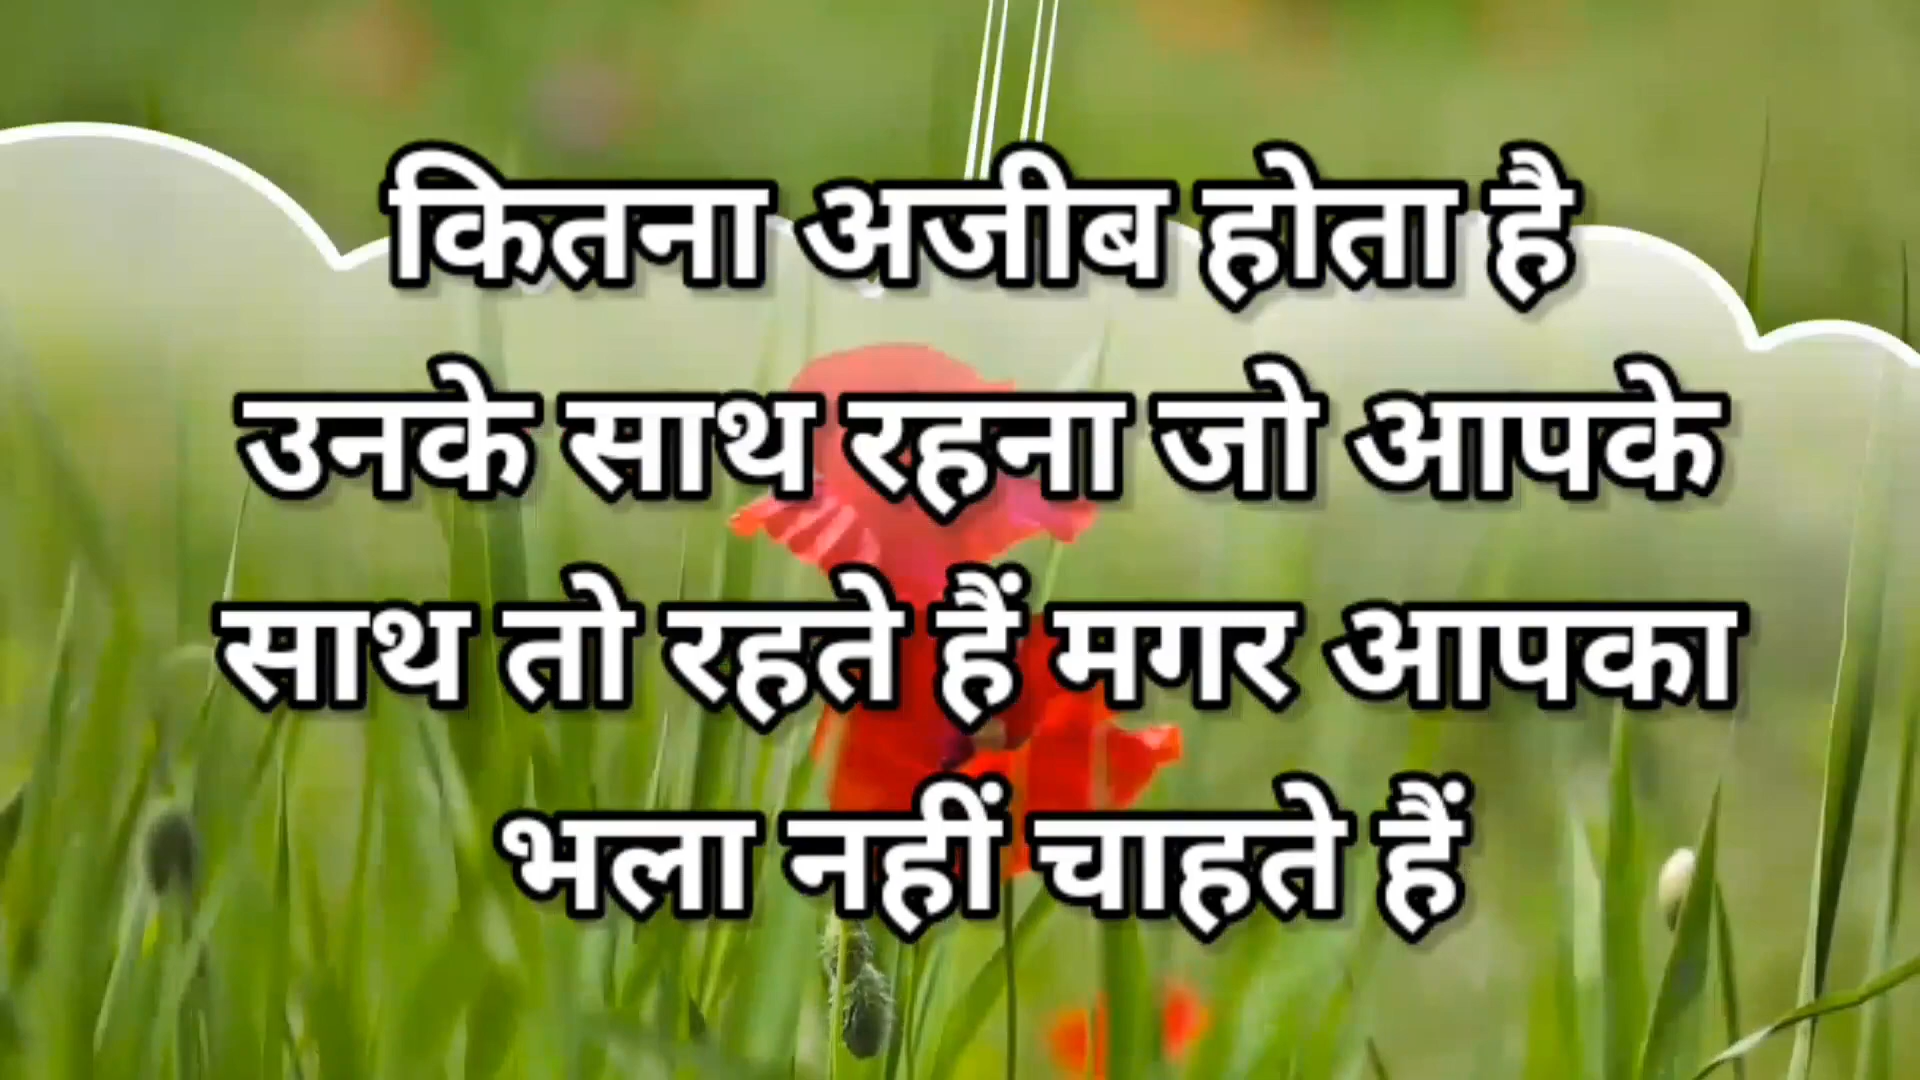 कितना अजीब होता है
उनके साथ रहना जो आपके
साथ तो रहते हैं मगर आपका
भला नहीं चाहते हैं